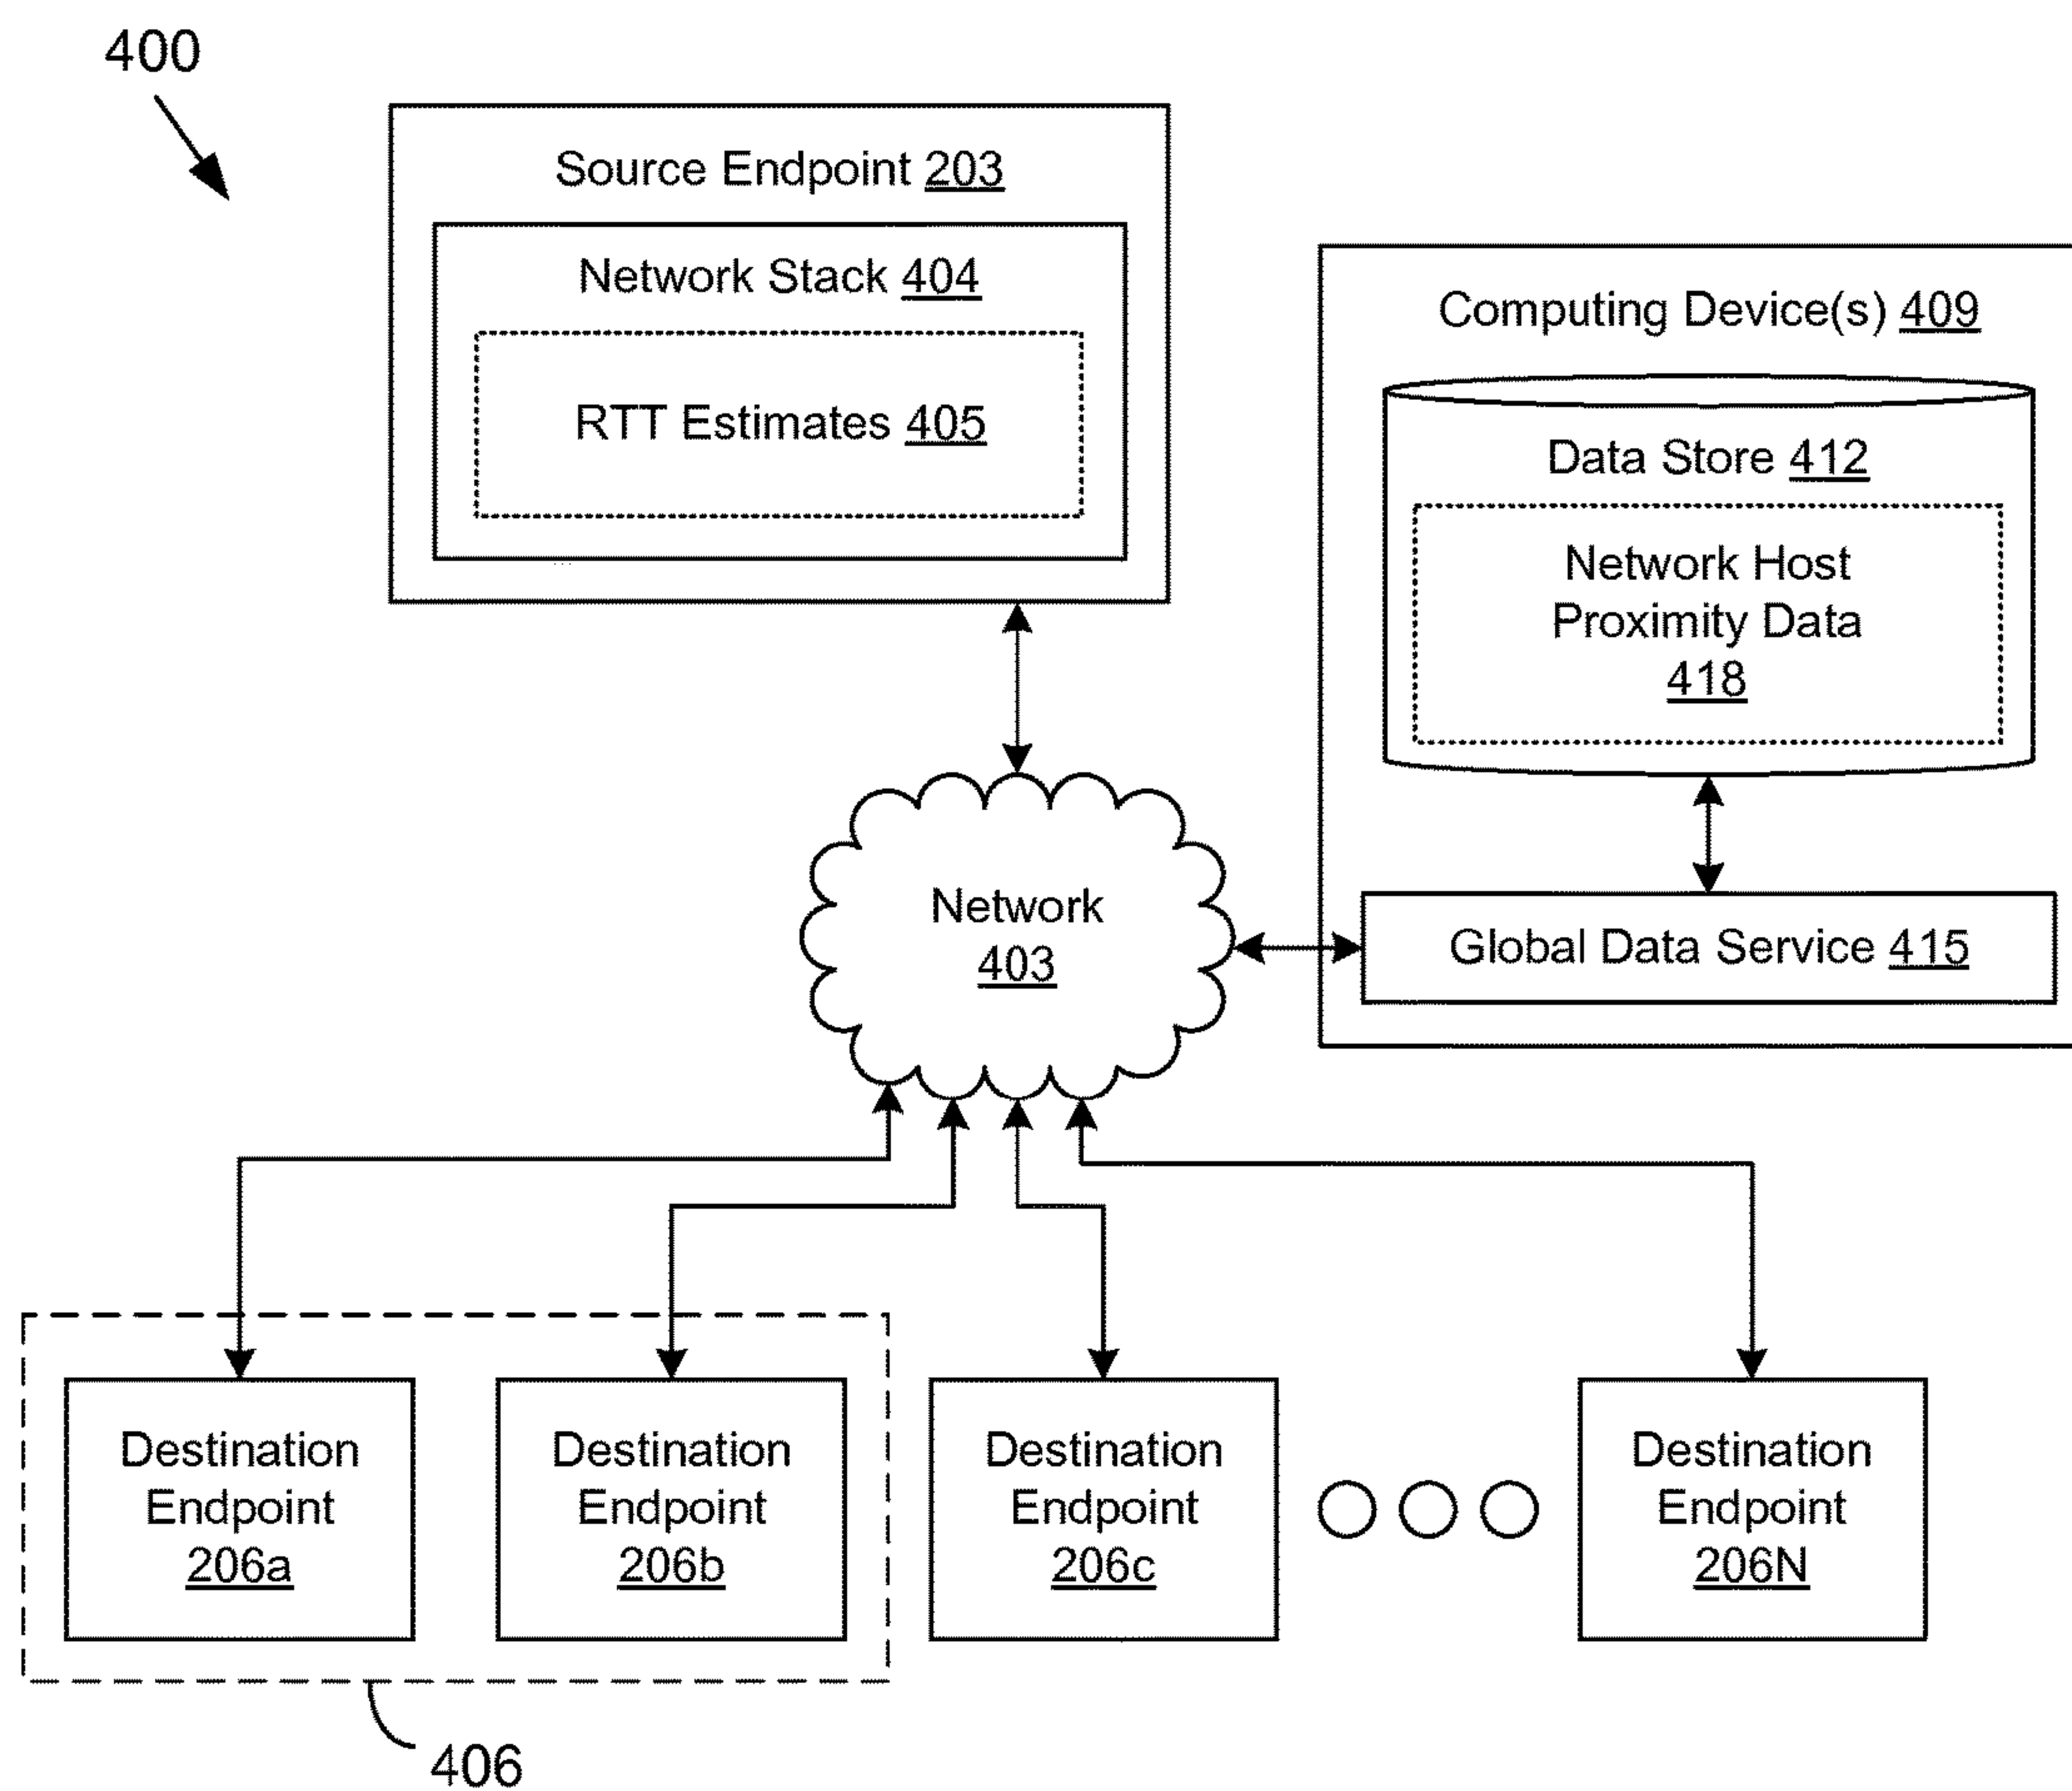 400
Source Endpoint 203
Network Stack 404
RTT Estimates 405
Computing Device(s) 409
Data Store 412
Network Host
Proximity Data
418
Network
403
Global Data Service 415
Destination
Endpoint
206a
Destination
Endpoint
206b
Destination
Endpoint
206c
Destination
Endpoint
206N
406